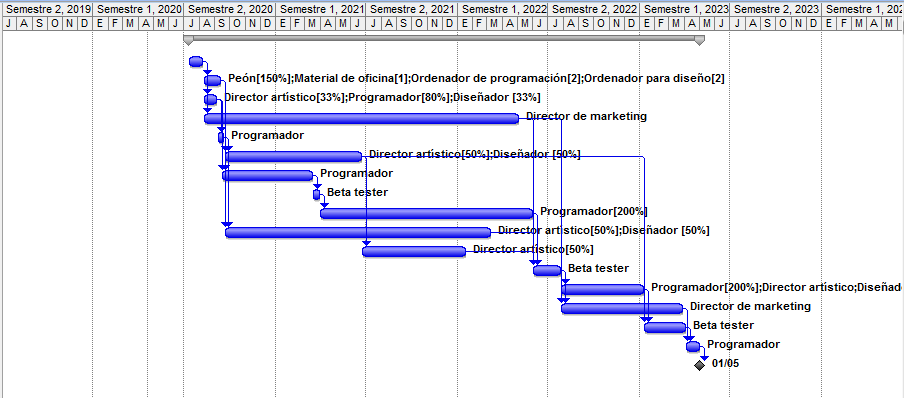 Semestre 2, 2019 Semestre 1, 2020 Semestre 2, 2020 Semestre 1, 2021 Semestre 2, 2021 Semestre 1, 2022 Semestre 2, 2022 Semestre 1, 2023 Semestre 2, 2023 Semestre 1, 202
J A S O N D E F M A M J J A S O N D E F M A M J J A S O N D E F M A M J J A S O N D E F M A M J J A S O N D E F M A M
Peón[150%];Material de oficina[1];Ordenador de programación[2];Ordenador para diseño[2]
Director artístico[33%];Programador[80%];Diseñador [33%]
Director de marketing
Programador
Director artístico[50%];Diseñador [50%]
Programador
Beta tester
Programador[200%]
Director artístico[50%];Diseñador [50%]
Director artístico[50%]
Beta tester
Programador[200%];Director artístico;Diseñad
Director de marketing
Beta tester
Programador
01/05